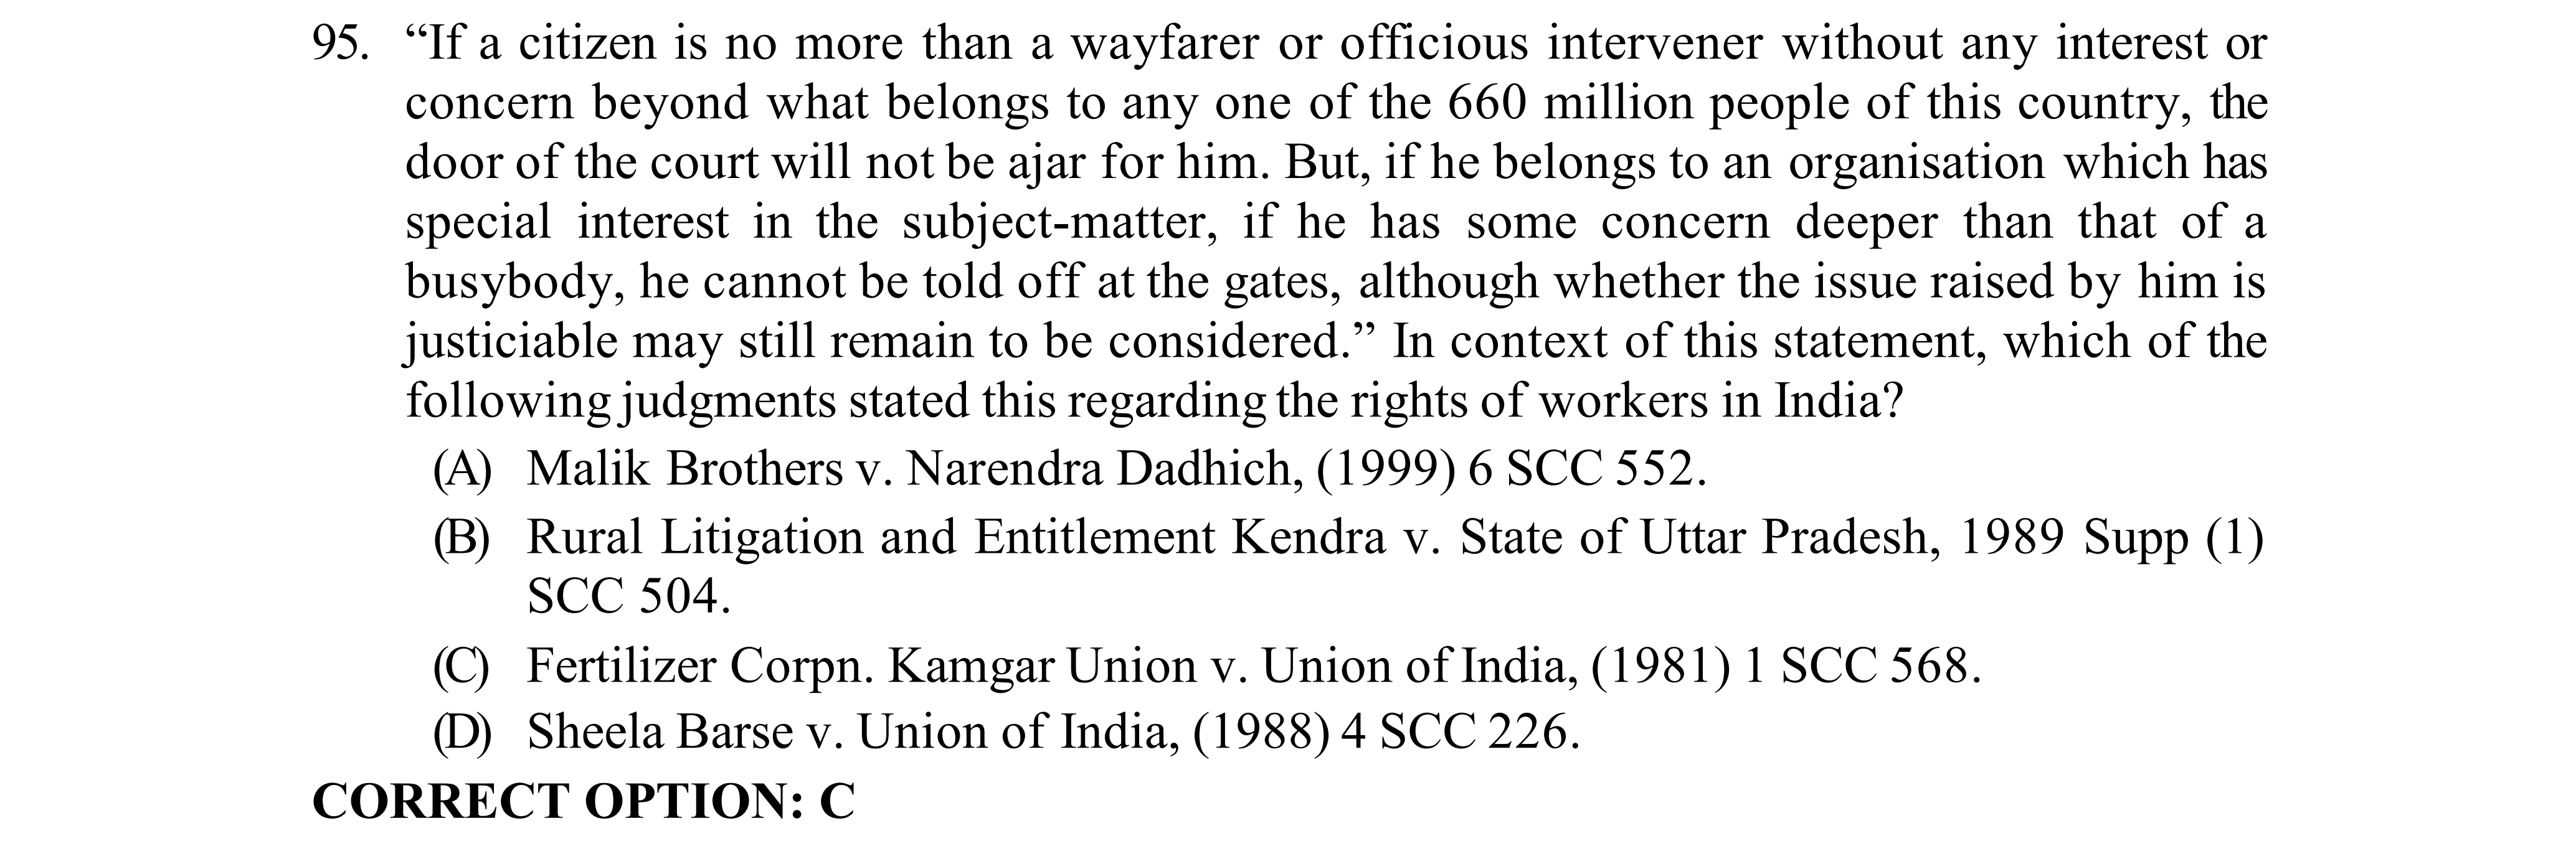 95. “If a citizen is no more than a wayfarer or officious intervener without any interest or
concern beyond what belongs to any one of the 660 million people of this country, the
door of the court will not be ajar for him. But, if he belongs to an organisation which has
special interest in the subject-matter, if he has some concern deeper than that of a
busybody, he cannot be told off at the gates, although whether the issue raised by him is
justiciable may still remain to be considered.” In context of this statement, which of the
following judgments stated this regarding the rights of workers in India?
(A) Malik Brothers v. Narendra Dadhich, (1999) 6 SCC 552.
(B) Rural Litigation and Entitlement Kendra v. State of Uttar Pradesh, 1989 Supp (1)
SCC 504.
(C) Fertilizer Corpn. Kamgar Union v. Union of India, (1981) 1 SCC 568.
(D) Sheela Barse v. Union of India, (1988) 4 SCC 226.
CORRECT OPTION: C